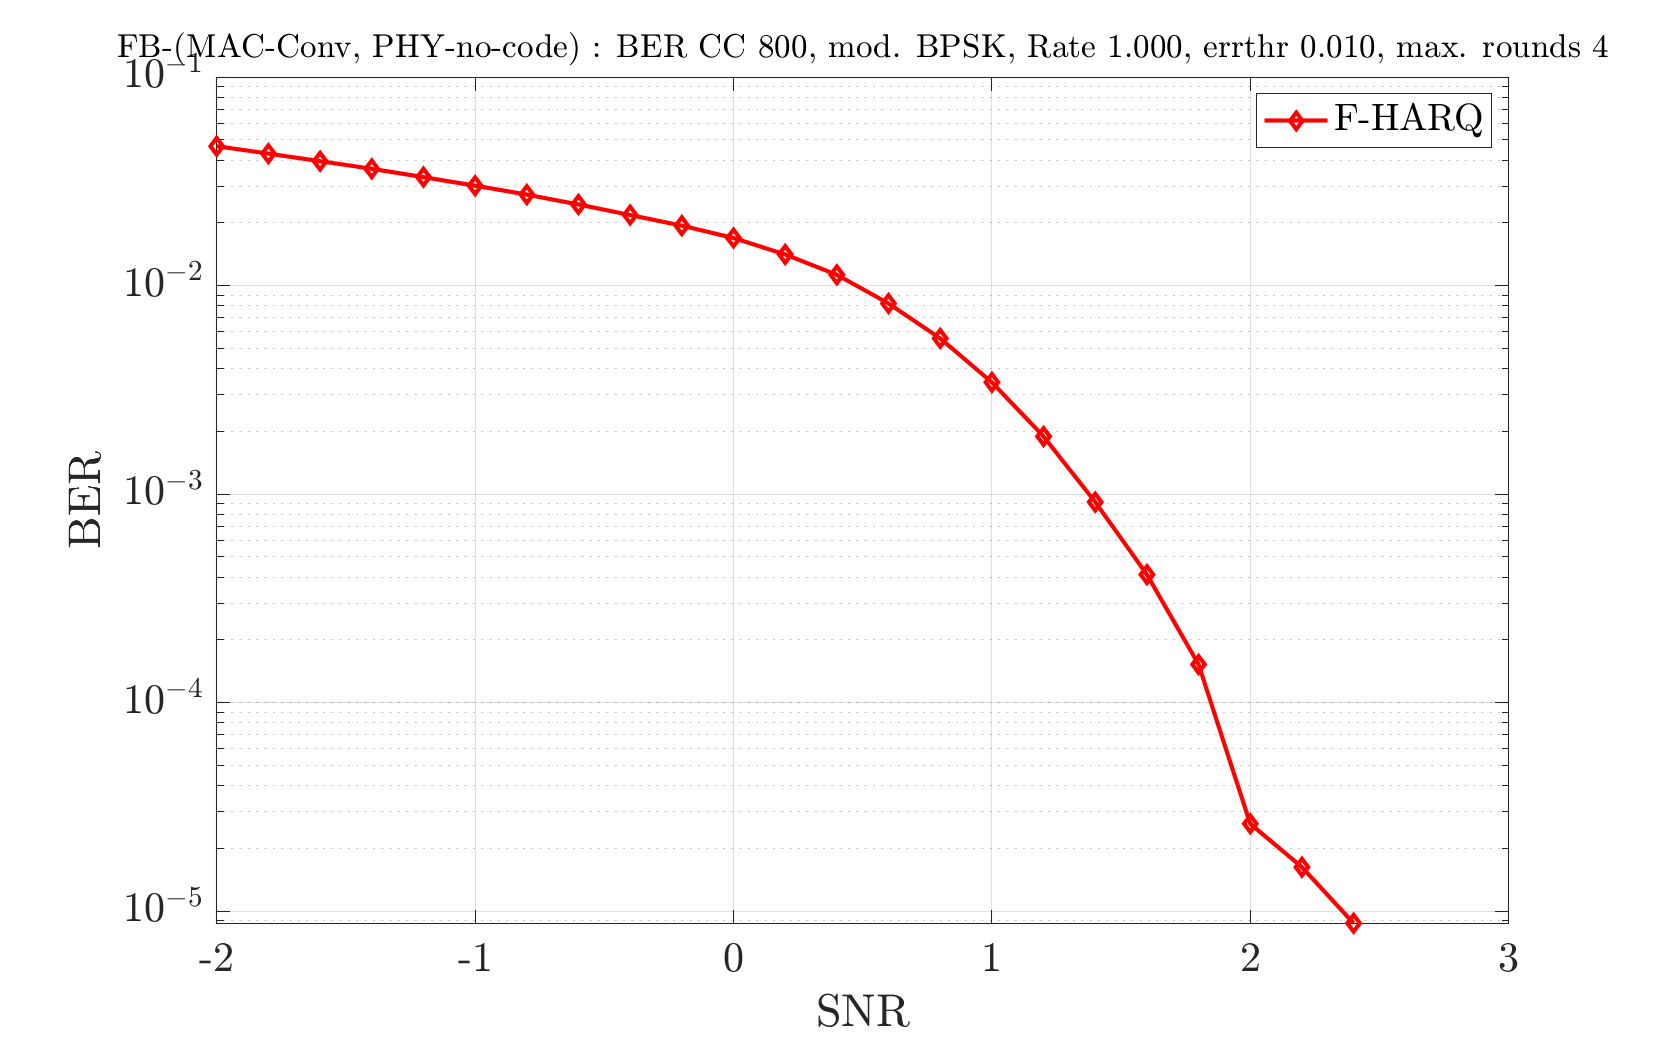 FB-(MAC-Conv, PHY-no-code) : BER CC 800, mod. BPSK, Rate 1.000, errthr 0.010, max. rounds 4
F-HARQ
10^{-1}
10^{-2}
10^{-3}
10^{-4}
10^{-5}
BER
-2 -1 0 1 2 3
SNR